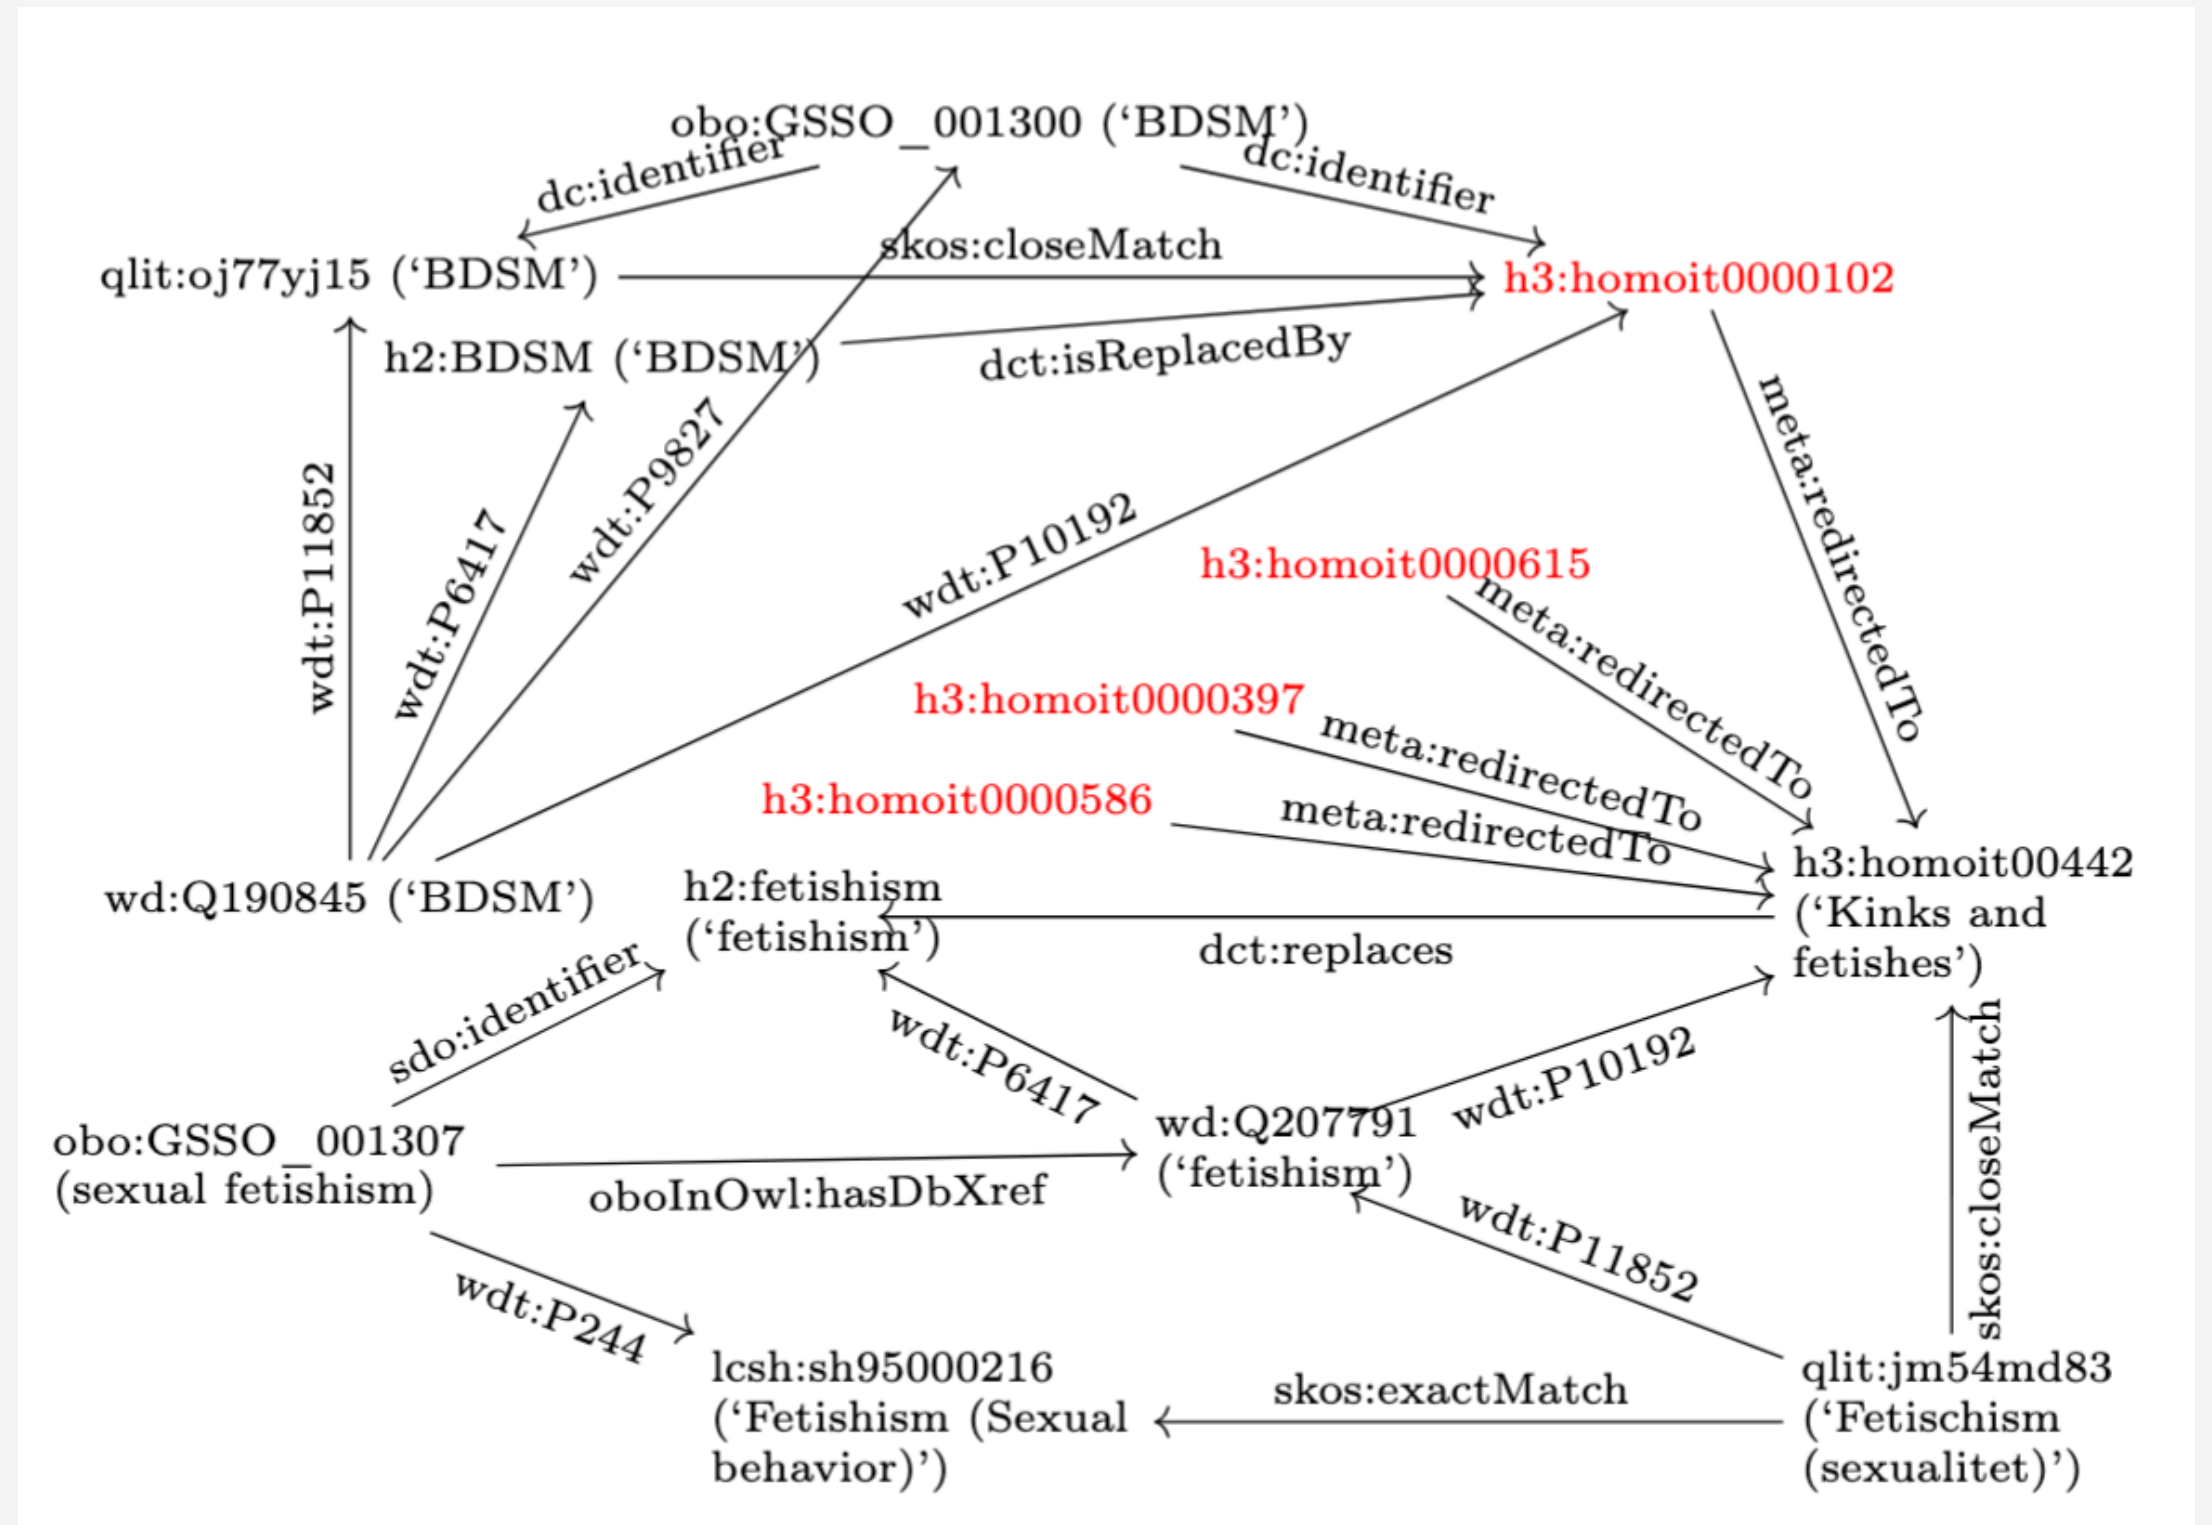 obo:GSSO_001300 (‘BDSM’)
dc:identifier
dc:identifier
skos:closeMatch
qlit:oj77yj15 (‘BDSM’)
h3:homoit0000102
h2:BDSM (‘BDSM’)
dct:isReplacedBy
wdt:P11852
wdt:P6417
wdt:P9827
wdt:P10192
meta:redirectedTo
h3:homoit0000615
meta:redirectedTo
h3:homoit0000397
meta:redirectedTo
h3:homoit0000586
meta:redirectedTo
wd:Q190845 (‘BDSM’)
h2:fetishism
(‘fetishism’)
h3:homoit00442
(‘Kinks and
fetishes’)
dct:replaces
sdo:identifier
wdt:P6417
wdt:P10192
skos:closeMatch
obo:GSSO_001307
(sexual fetishism)
oboInOwl:hasDbXref
wd:Q207791
(‘fetishism’)
wdt:P11852
wdt:P244
lcsh:sh95000216
(‘Fetishism (Sexual
behavior)’)
skos:exactMatch
qlit:jm54md83
(‘Fetischism
(sexualitet)’)